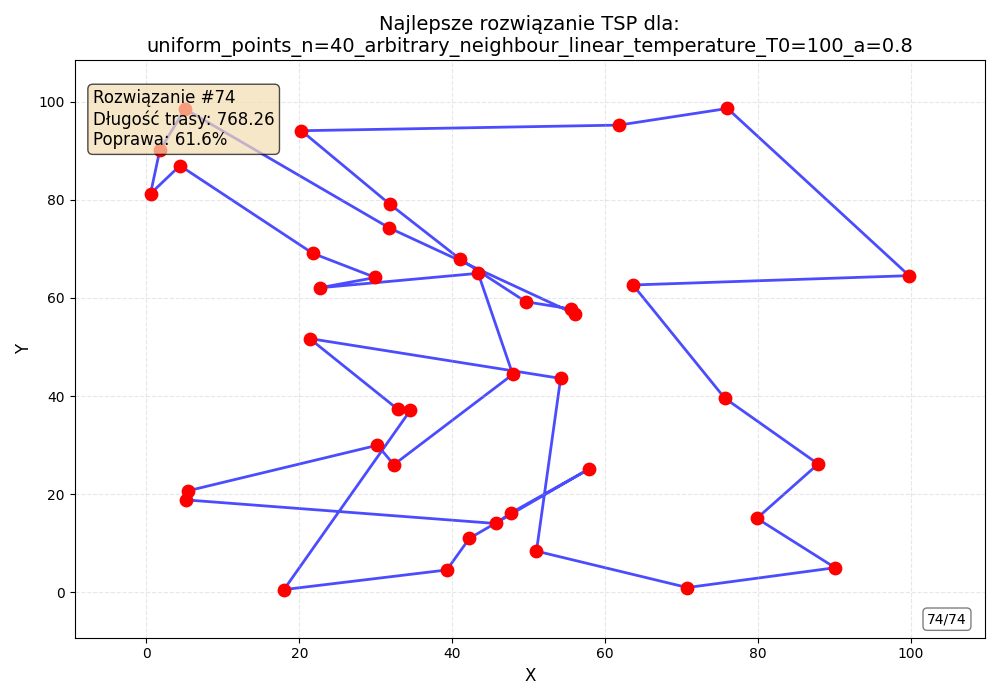 Najlepsze rozwiązanie TSP dla:
uniform_points_n=40_arbitrary_neighbour_linear_temperature_T0=100_a=0.8
Rozwiązanie #74
Długość trasy: 768.26
Poprawa: 61.6%
100
80
60
40
20
0
Y
74/74
0 20 40 60 80 100
X